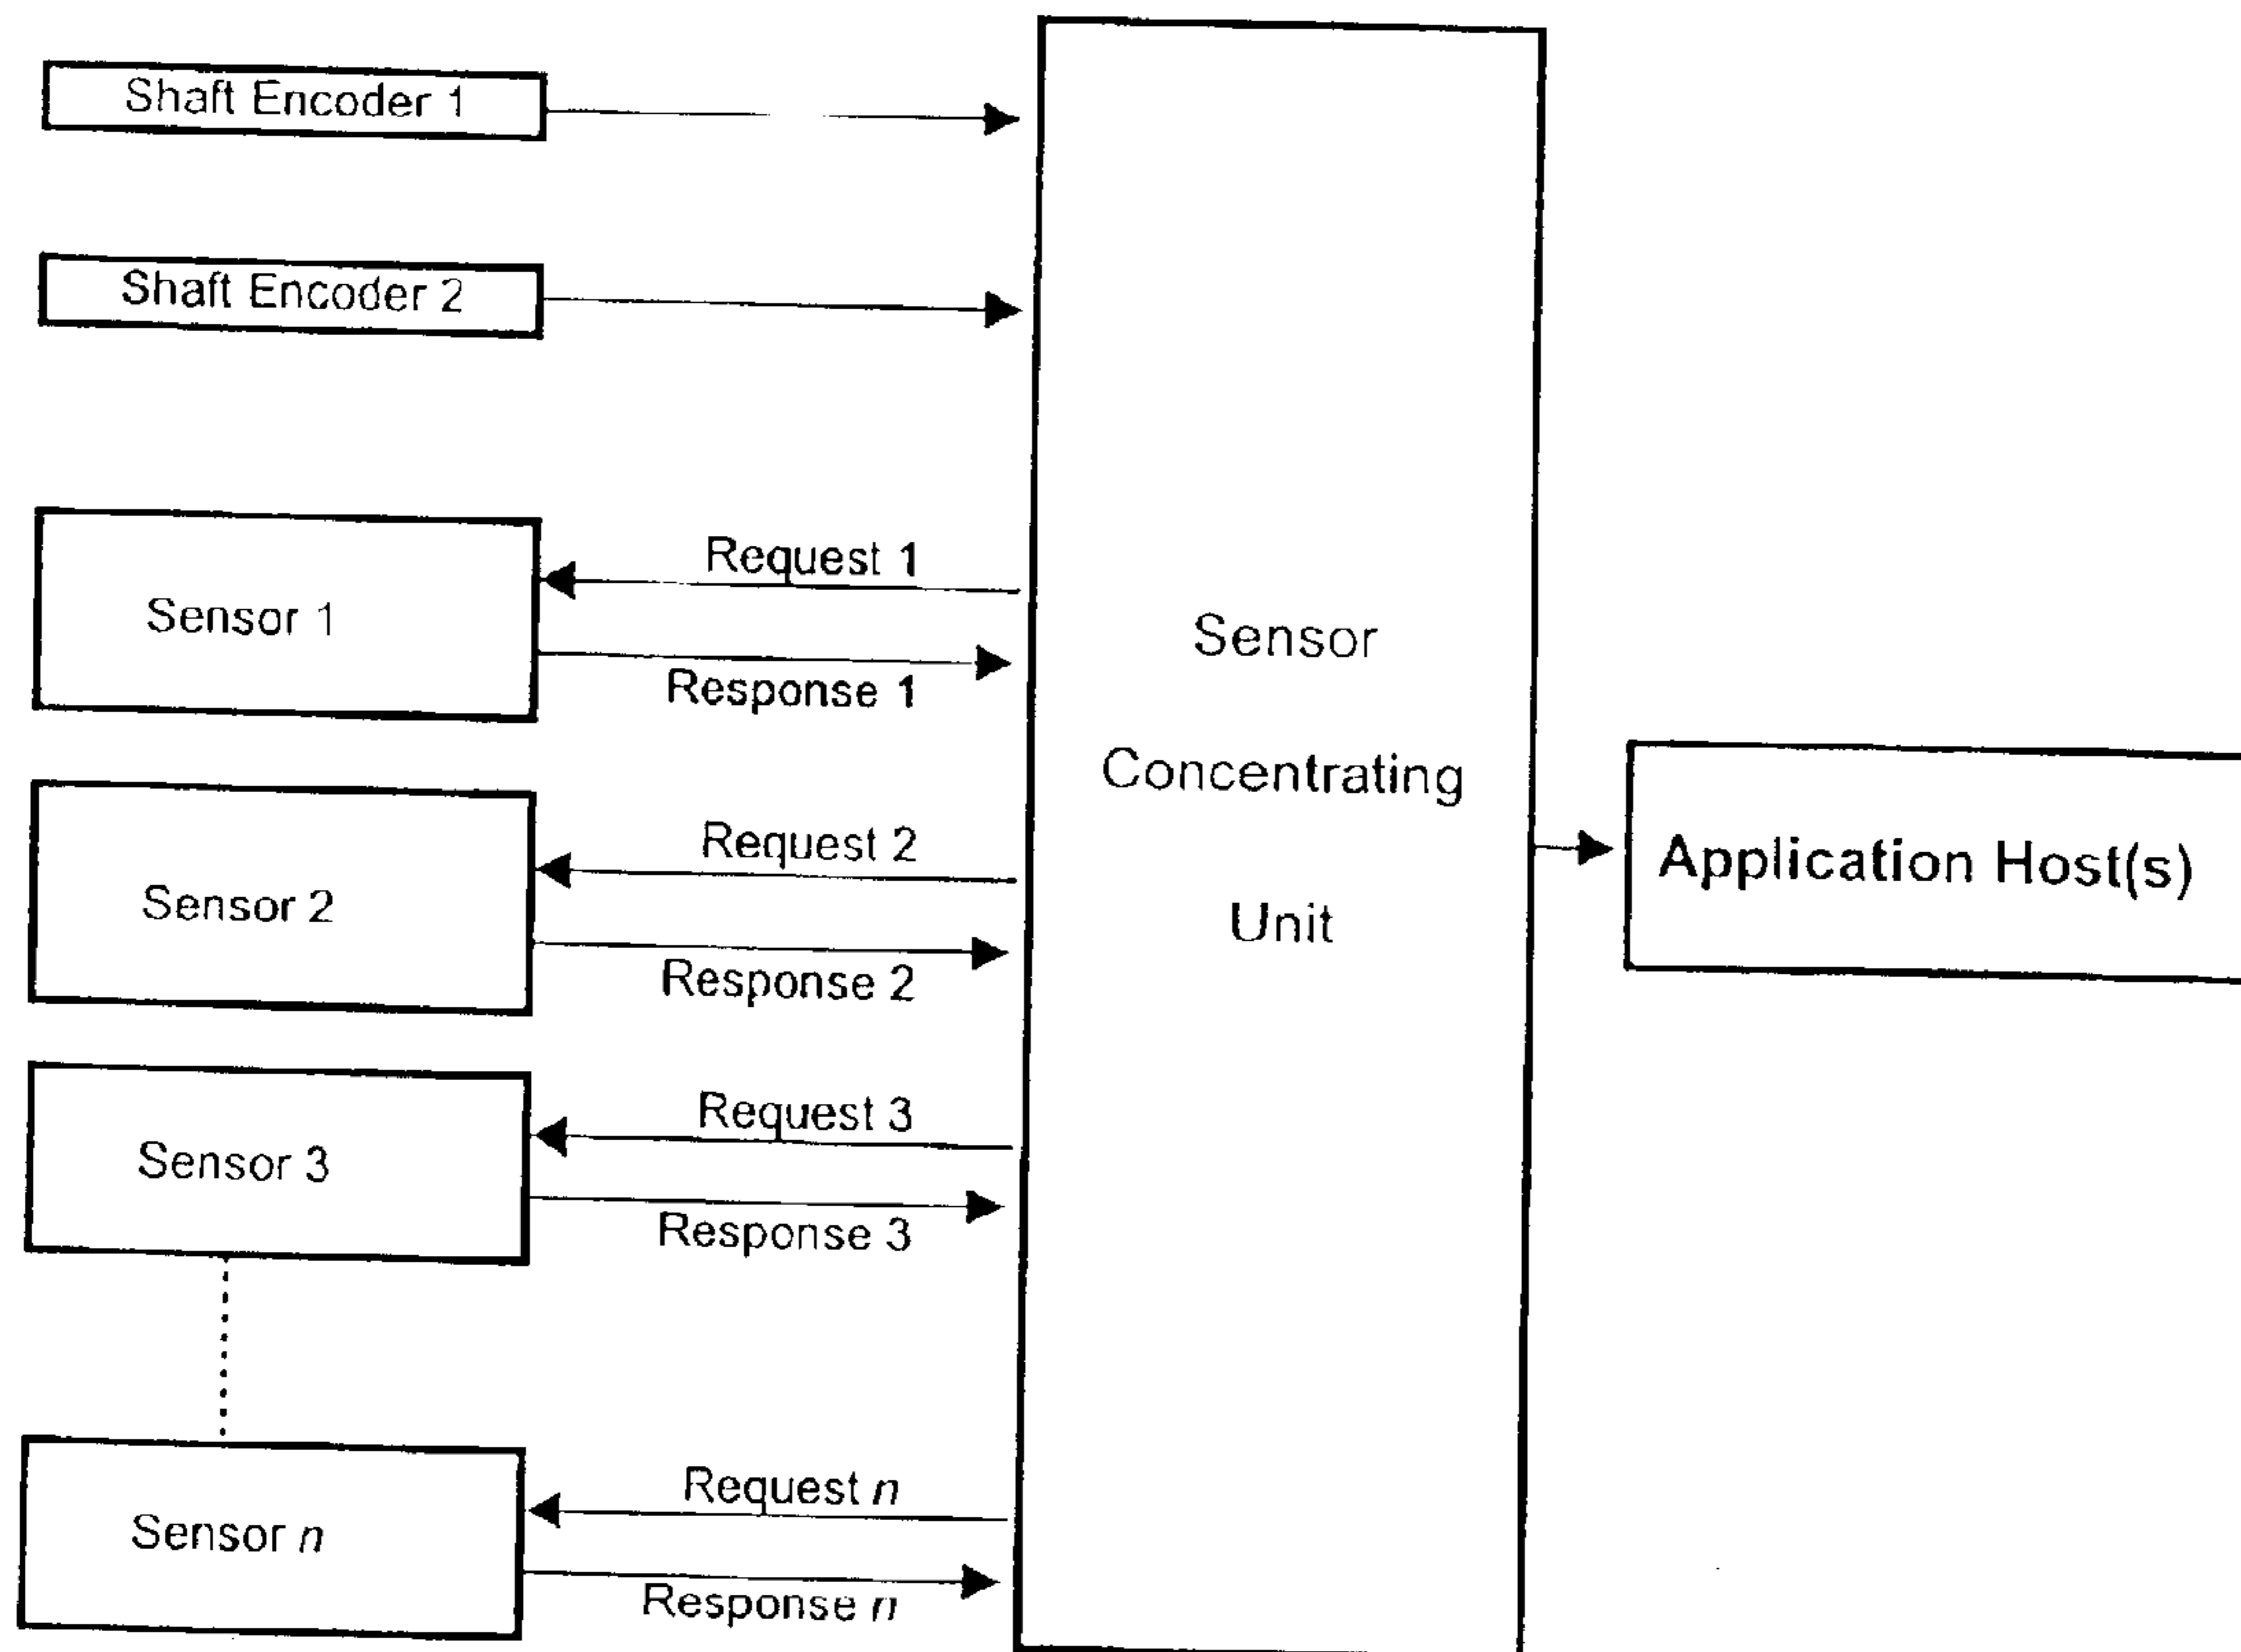 Shaft Encoder 1
Shaft Encoder 2
Request 1
Sensor 1
Response 1
Request 2
Sensor 2
Response 2
Request 3
Sensor 3
Response 3
Request n
Sensor n
Response n
Sensor
Concentrating
Unit
Application Host(s)